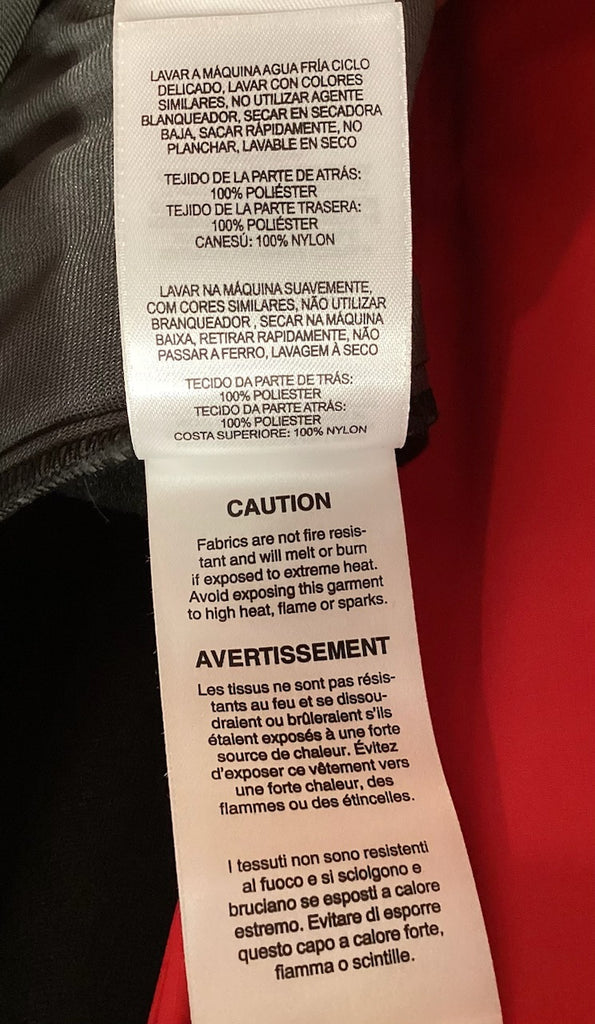 LAVAR A MÁQUINA AGUA FRÍA CICLO
DELICADO, LAVAR CON COLORES
SIMILARES, NO UTILIZAR AGENTE
BLANQUEADOR, SECAR EN SECADORA
BAJA, SACAR RÁPIDAMENTE, NO
PLANCHAR, LAVABLE EN SECO
TEJIDO DE LA PARTE DE ATRÁS:
100% POLIÉSTER
TEJIDO DE LA PARTE TRASERA:
100% POLIÉSTER
CANESÚ: 100% NYLON
LAVAR NA MÁQUINA SUAVEMENTE,
COM CORES SIMILARES, NÃO UTILIZAR
BRANQUEADOR , SECAR NA MÁQUINA
BAIXA, RETIRAR RAPIDAMENTE, NÃO
PASSAR A FERRO, LAVAGEM À SECO
TECIDO DA PARTE DE TRÁS:
100% POLIESTER
TECIDO DA PARTE ATRÁS:
100% POLIESTER
COSTA SUPERIORE: 100% NYLON
CAUTION
Fabrics are not fire resis-
tant and will melt or burn
if exposed to extreme heat.
Avoid exposing this garment
to high heat, flame or sparks.
AVERTISSEMENT
Les tissus ne sont pas résis-
tants au feu et se dissou-
draient ou brûleraient s'ils
étaient exposés à une forte
source de chaleur. Évitez
d'exposer ce vêtement vers
une forte chaleur, des
flammes ou des étincelles.
I tessuti non sono resistenti
al fuoco e si sciolgono e
bruciano se esposti a calore
estremo. Evitare di esporre
questo capo a calore forte,
fiamma o scintille.